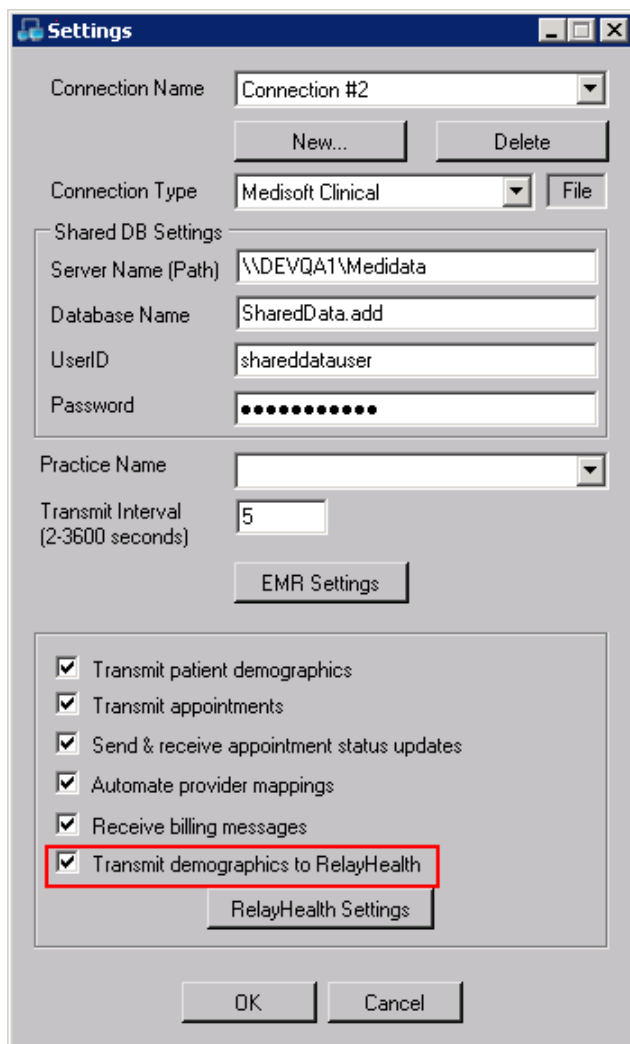 Settings
Connection Name Connection #2
New... Delete
Connection Type Medisoft Clinical File
Shared DB Settings
Server Name (Path) \\DEVQA1\Medidata
Database Name SharedData.add
UserID shareddatauser
Password ●●●●●●●●●●●
Practice Name
Transmit Interval 5
(2-3600 seconds)
EMR Settings
Transmit patient demographics
Transmit appointments
Send & receive appointment status updates
Automate provider mappings
Receive billing messages
Transmit demographics to RelayHealth
RelayHealth Settings
OK Cancel